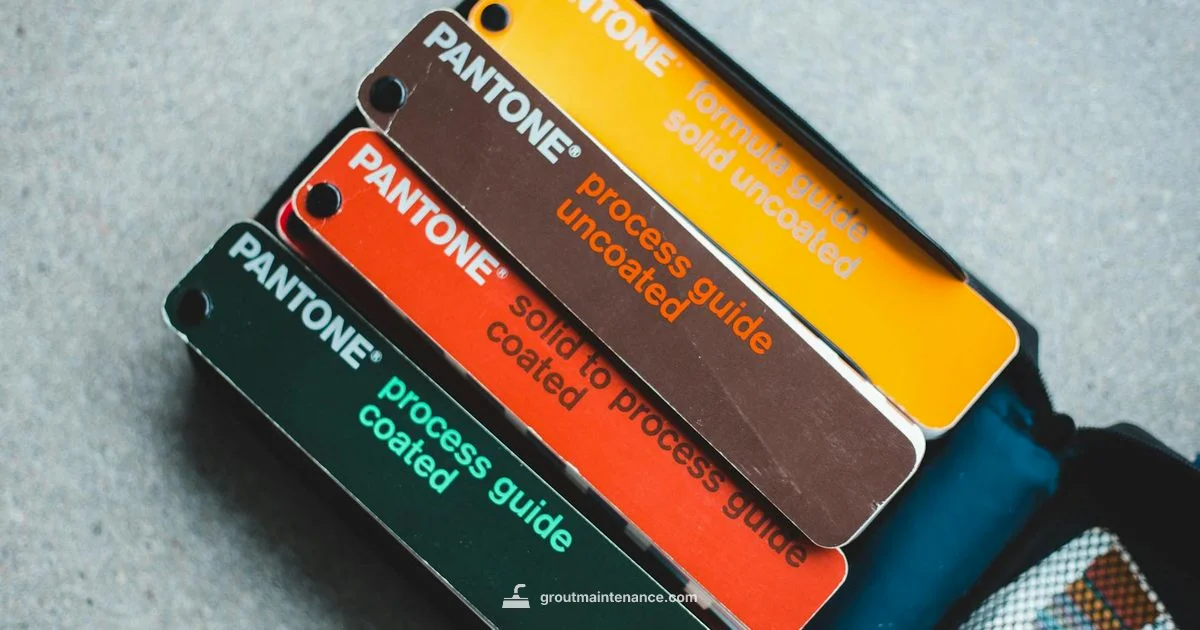 PANTONE®
formula guide
solid uncoated
PANTONE®
process guide
uncoated
PANTONE®
solid to process guide
coated
PANTONE®
process guide
coated
groutmaintenance.com